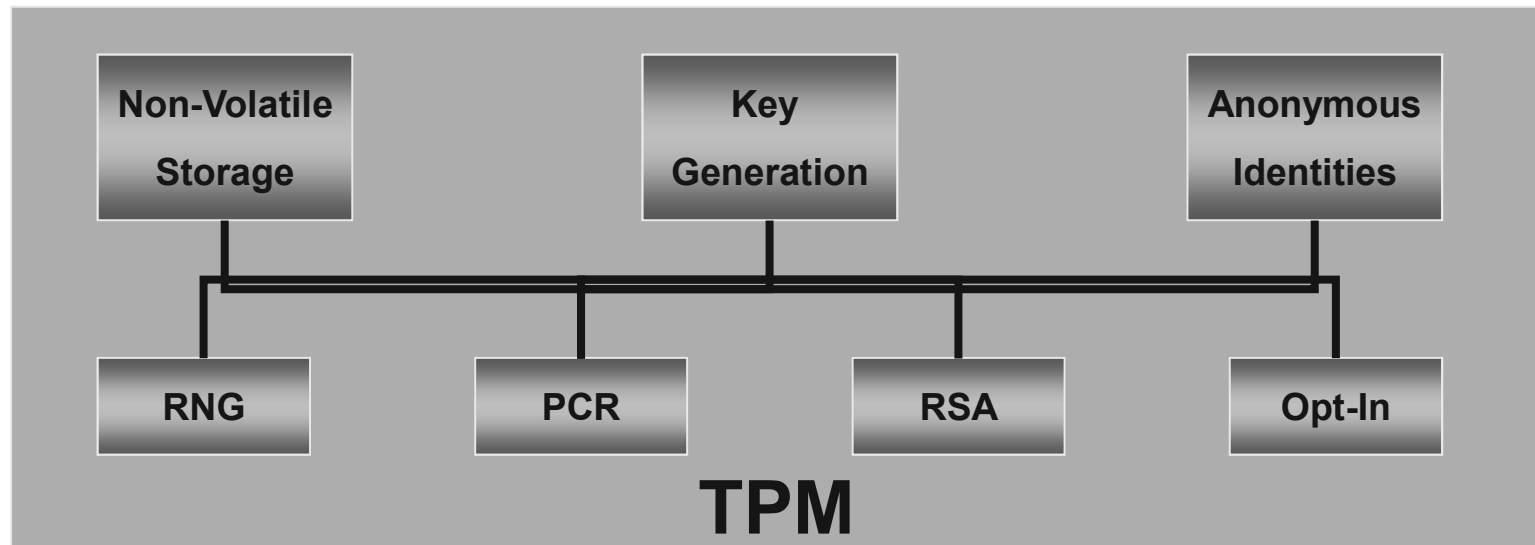 Non-Volatile
Storage
Key
Generation
Anonymous
Identities
RNG
PCR
RSA
Opt-In
TPM